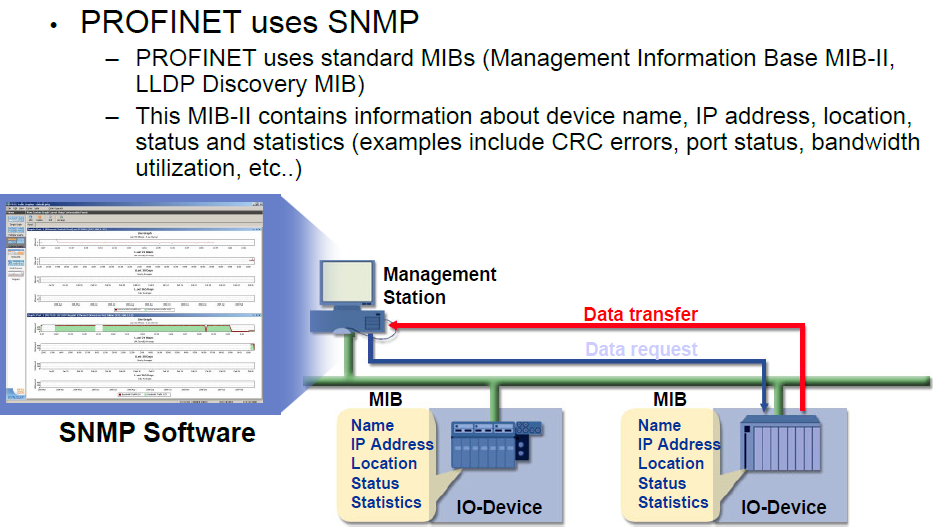 • PROFINET uses SNMP
– PROFINET uses standard MIBs (Management Information Base MIB-II,
LLDP Discovery MIB)
– This MIB-II contains information about device name, IP address, location,
status and statistics (examples include CRC errors, port status, bandwidth
utilization, etc..)
Management
Station
Data transfer
Data request
SNMP Software
MIB
Name
IP Address
Location
Status
Statistics
IO-Device
MIB
Name
IP Address
Location
Status
Statistics
IO-Device